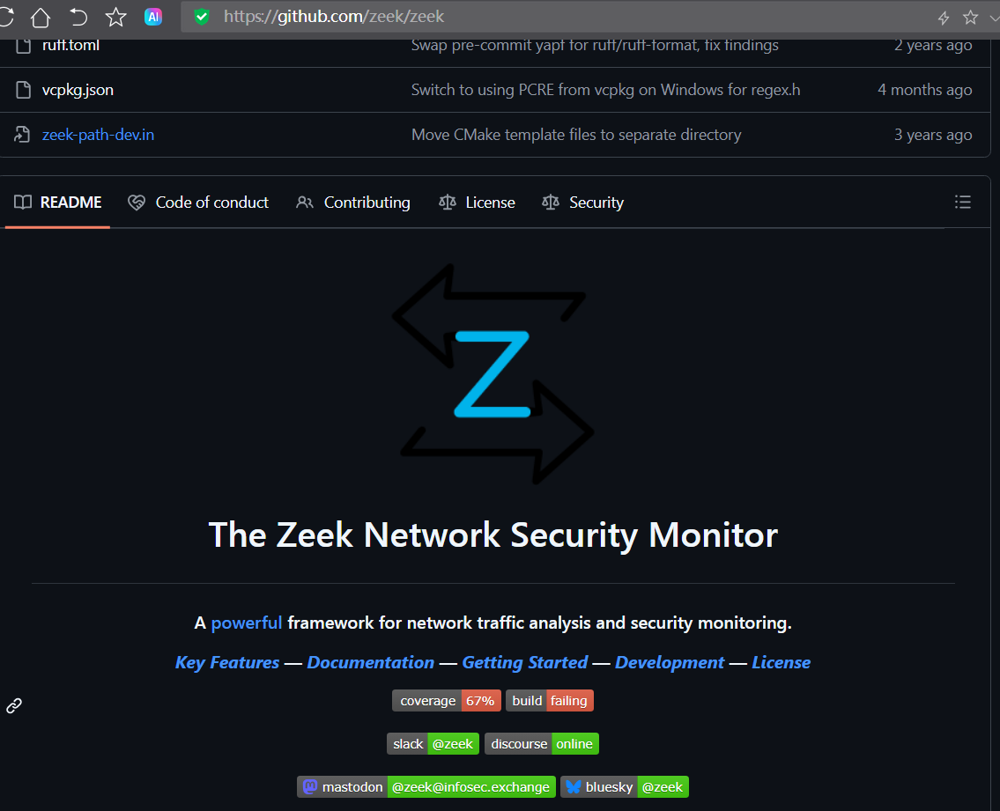 AI https://github.com/zeek/zeek
ruff.toml Swap pre-commit yapf for ruff/ruff-format, fix findings 2 years ago
vcpkg.json Switch to using PCRE from vcpkg on Windows for regex.h 4 months ago
zeek-path-dev.in Move CMake template files to separate directory 3 years ago
README Code of conduct Contributing License Security
Z
The Zeek Network Security Monitor
A powerful framework for network traffic analysis and security monitoring.
Key Features — Documentation — Getting Started — Development — License
coverage 67% build failing
slack @zeek discourse online
mastodon @zeek@infosec.exchange bluesky @zeek